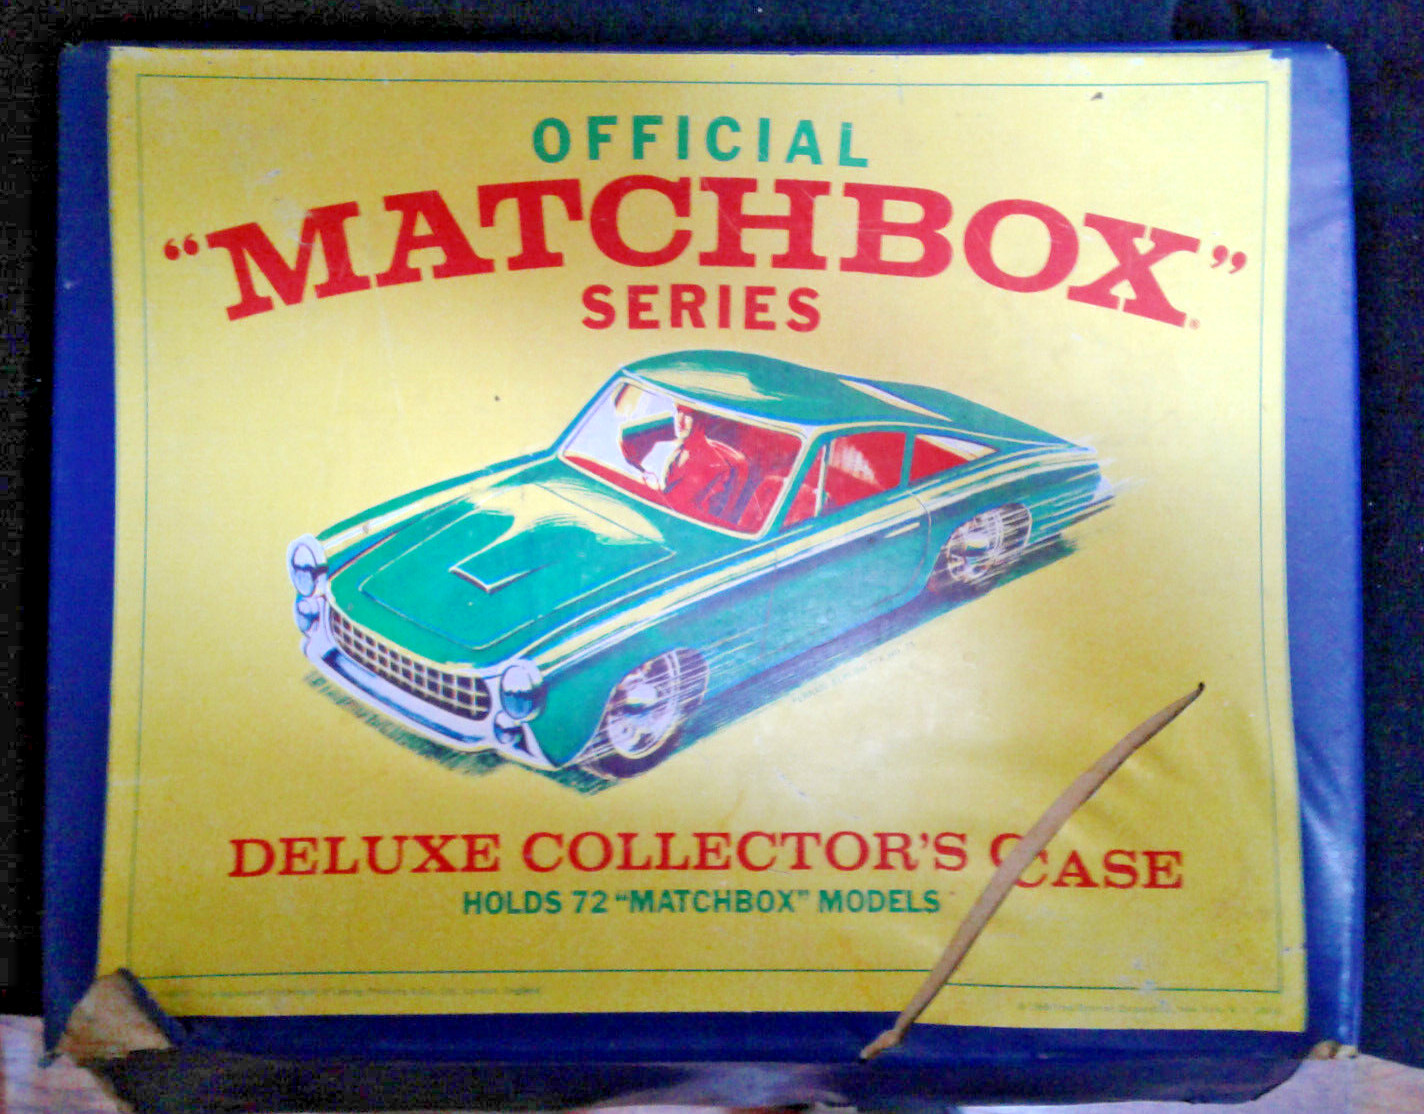 OFFICIAL
“MATCHBOX”
SERIES
DELUXE COLLECTOR'S CASE
HOLDS 72 “MATCHBOX” MODELS